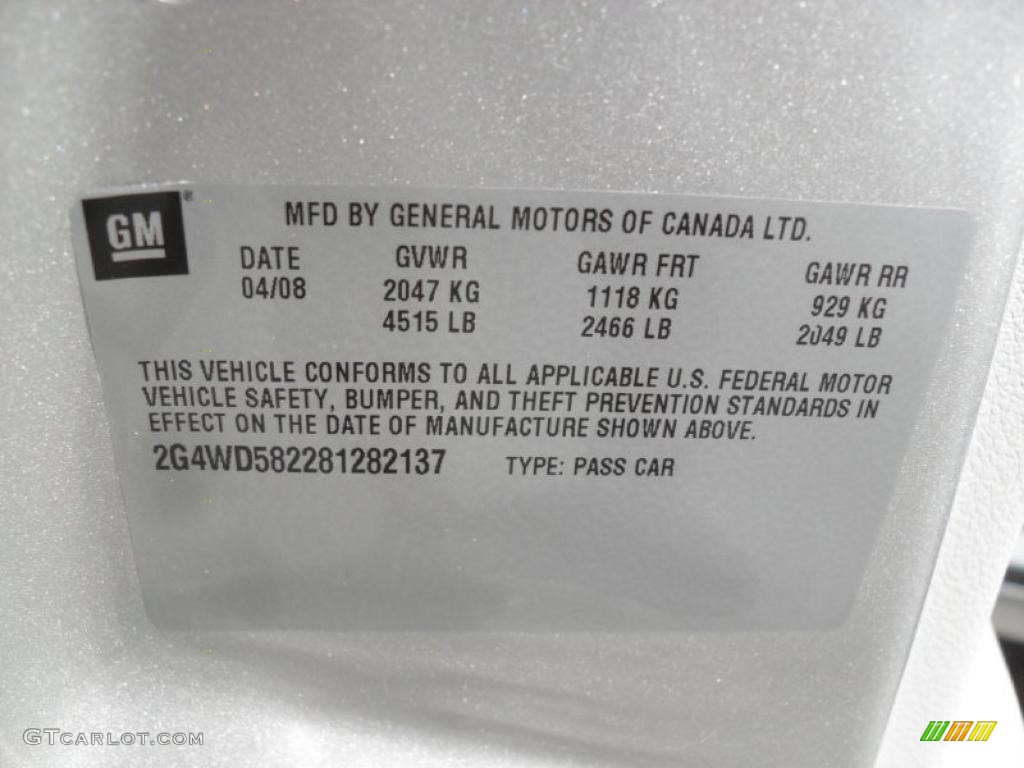 GM®
MFD BY GENERAL MOTORS OF CANADA LTD.
DATE GVWR GAWR FRT GAWR RR
04/08 2047 KG 1118 KG 929 KG
4515 LB 2466 LB 2049 LB
THIS VEHICLE CONFORMS TO ALL APPLICABLE U.S. FEDERAL MOTOR
VEHICLE SAFETY, BUMPER, AND THEFT PREVENTION STANDARDS IN
EFFECT ON THE DATE OF MANUFACTURE SHOWN ABOVE.
2G4WD582281282137 TYPE: PASS CAR
GTCARLOT.COM